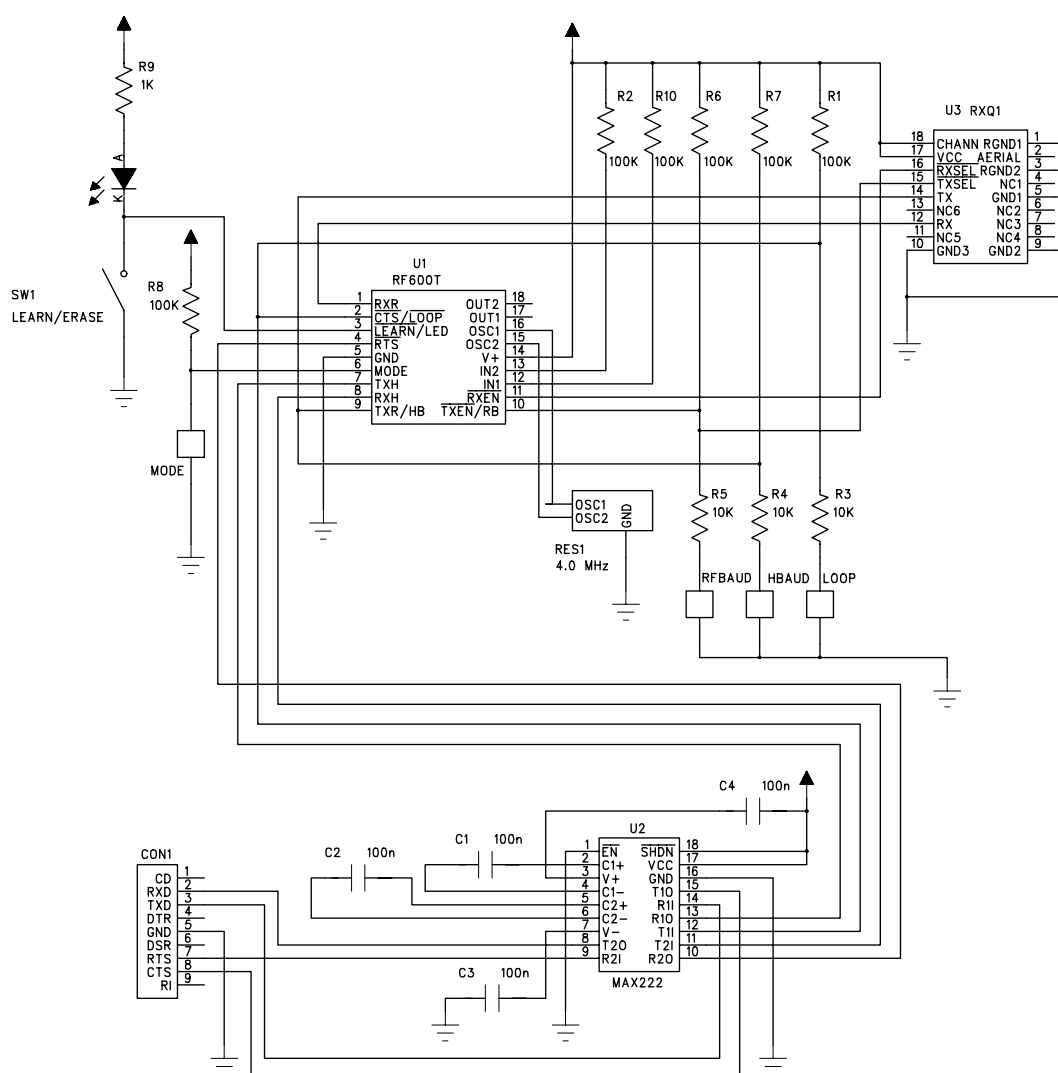 R9
1K
A
K
SW1
LEARN/ERASE
R8
100K
MODE
R2
100K
R10
100K
R6
100K
R7
100K
R1
100K
U3 RXQ1
18 CHANN RGND1 1
17 VCC AERIAL 2
16 RXSEL RGND2 3
15 TXSEL NC1 4
14 TX GND1 5
13 NC6 NC2 6
12 RX NC3 7
11 NC5 NC4 8
10 GND3 GND2 9
U1
RF600T
1 RXR OUT2 18
2 CTS/LOOP OUT1 17
3 LEARN/LED OSC1 16
4 RTS OSC2 15
5 GND V+ 14
6 MODE IN2 13
7 TXH IN1 12
8 RXH RXEN 11
9 TXR/HB TXEN/RB 10
OSC1
OSC2
GND
RES1
4.0 MHz
R5
10K
R4
10K
R3
10K
RFBAUD HBAUD LOOP
C4 100n
C1 100n
C2 100n
C3 100n
U2
1 EN SHDN 18
2 C1+ VCC 17
3 V+ GND 16
4 C1- T1O 15
5 C2+ R1I 14
6 C2- R1O 13
7 V- T1I 12
8 T2O T2I 11
9 R2I R2O 10
MAX222
CON1
CD 1
RXD 2
TXD 3
DTR 4
GND 5
DSR 6
RTS 7
CTS 8
RI 9